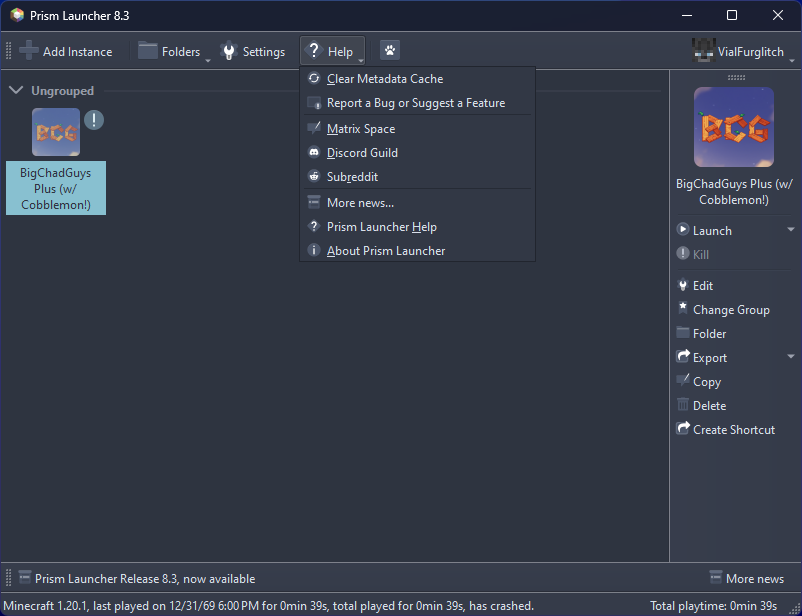 Prism Launcher 8.3
Add Instance
Folders
Settings
Help
VialFurglitch
Clear Metadata Cache
Report a Bug or Suggest a Feature
Matrix Space
Discord Guild
Subreddit
More news...
Prism Launcher Help
About Prism Launcher
Ungrouped
BCG
BigChadGuys
Plus (w/
Cobblemon!)
BCG
BigChadGuys Plus (w/
Cobblemon!)
Launch
Kill
Edit
Change Group
Folder
Export
Copy
Delete
Create Shortcut
Prism Launcher Release 8.3, now available
More news
Minecraft 1.20.1, last played on 12/31/69 6:00 PM for 0min 39s, total played for 0min 39s, has crashed.
Total playtime: 0min 39s